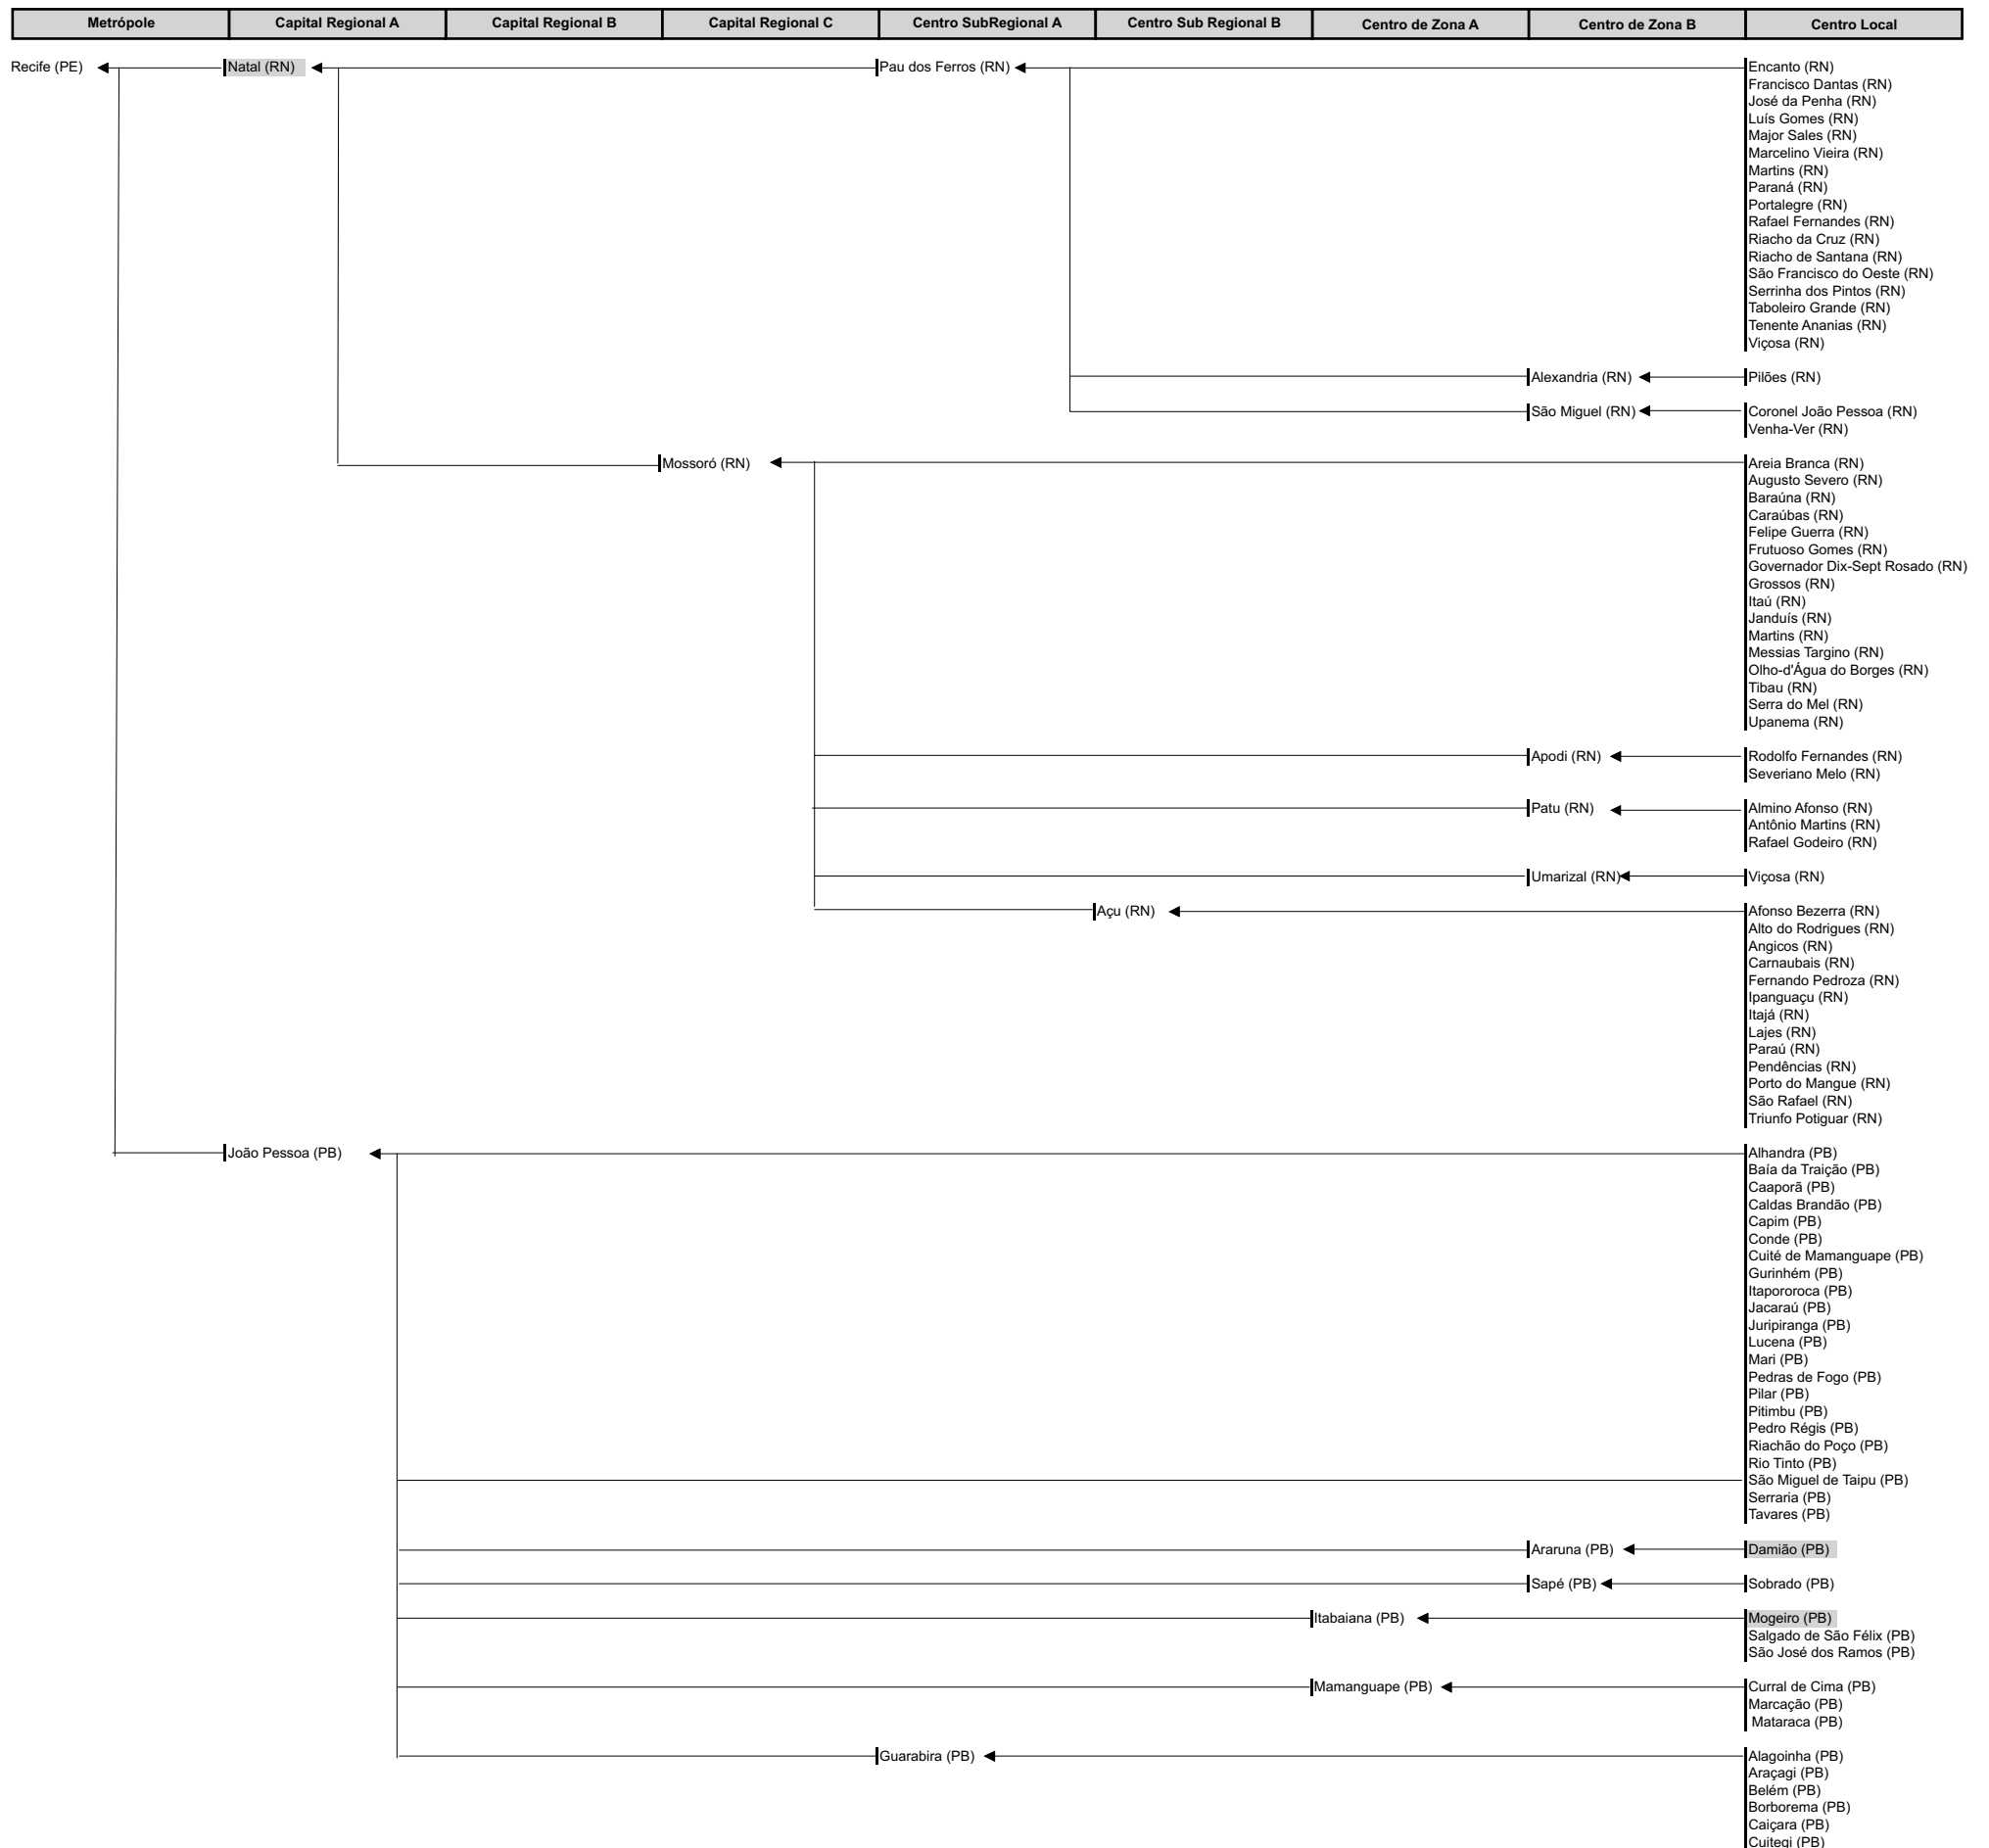 Metrópole
Capital Regional A
Capital Regional B
Capital Regional C
Centro SubRegional A
Centro Sub Regional B
Centro de Zona A
Centro de Zona B
Centro Local
Recife (PE)
Natal (RN)
Pau dos Ferros (RN)
Encanto (RN)
Francisco Dantas (RN)
José da Penha (RN)
Luís Gomes (RN)
Major Sales (RN)
Marcelino Vieira (RN)
Martins (RN)
Paraná (RN)
Portalegre (RN)
Rafael Fernandes (RN)
Riacho da Cruz (RN)
Riacho de Santana (RN)
São Francisco do Oeste (RN)
Serrinha dos Pintos (RN)
Taboleiro Grande (RN)
Tenente Ananias (RN)
Viçosa (RN)
Alexandria (RN)
Pilões (RN)
São Miguel (RN)
Coronel João Pessoa (RN)
Venha-Ver (RN)
Mossoró (RN)
Areia Branca (RN)
Augusto Severo (RN)
Baraúna (RN)
Caraúbas (RN)
Felipe Guerra (RN)
Frutuoso Gomes (RN)
Governador Dix-Sept Rosado (RN)
Grossos (RN)
Itaú (RN)
Janduís (RN)
Martins (RN)
Messias Targino (RN)
Olho-d'Água do Borges (RN)
Tibau (RN)
Serra do Mel (RN)
Upanema (RN)
Apodi (RN)
Rodolfo Fernandes (RN)
Severiano Melo (RN)
Patu (RN)
Almino Afonso (RN)
Antônio Martins (RN)
Rafael Godeiro (RN)
Umarizal (RN)
Viçosa (RN)
Açu (RN)
Afonso Bezerra (RN)
Alto do Rodrigues (RN)
Angicos (RN)
Carnaubais (RN)
Fernando Pedroza (RN)
Ipanguaçu (RN)
Itajá (RN)
Lajes (RN)
Paraú (RN)
Pendências (RN)
Porto do Mangue (RN)
São Rafael (RN)
Triunfo Potiguar (RN)
João Pessoa (PB)
Alhandra (PB)
Baía da Traição (PB)
Caaporã (PB)
Caldas Brandão (PB)
Capim (PB)
Conde (PB)
Cuité de Mamanguape (PB)
Gurinhém (PB)
Itapororoca (PB)
Jacaraú (PB)
Juripiranga (PB)
Lucena (PB)
Mari (PB)
Pedras de Fogo (PB)
Pilar (PB)
Pitimbu (PB)
Pedro Régis (PB)
Riachão do Poço (PB)
Rio Tinto (PB)
São Miguel de Taipu (PB)
Serraria (PB)
Tavares (PB)
Araruna (PB)
Damião (PB)
Sapé (PB)
Sobrado (PB)
Itabaiana (PB)
Mogeiro (PB)
Salgado de São Félix (PB)
São José dos Ramos (PB)
Mamanguape (PB)
Curral de Cima (PB)
Marcação (PB)
Mataraca (PB)
Guarabira (PB)
Alagoinha (PB)
Araçagi (PB)
Belém (PB)
Borborema (PB)
Caiçara (PB)
Cuitegi (PB)